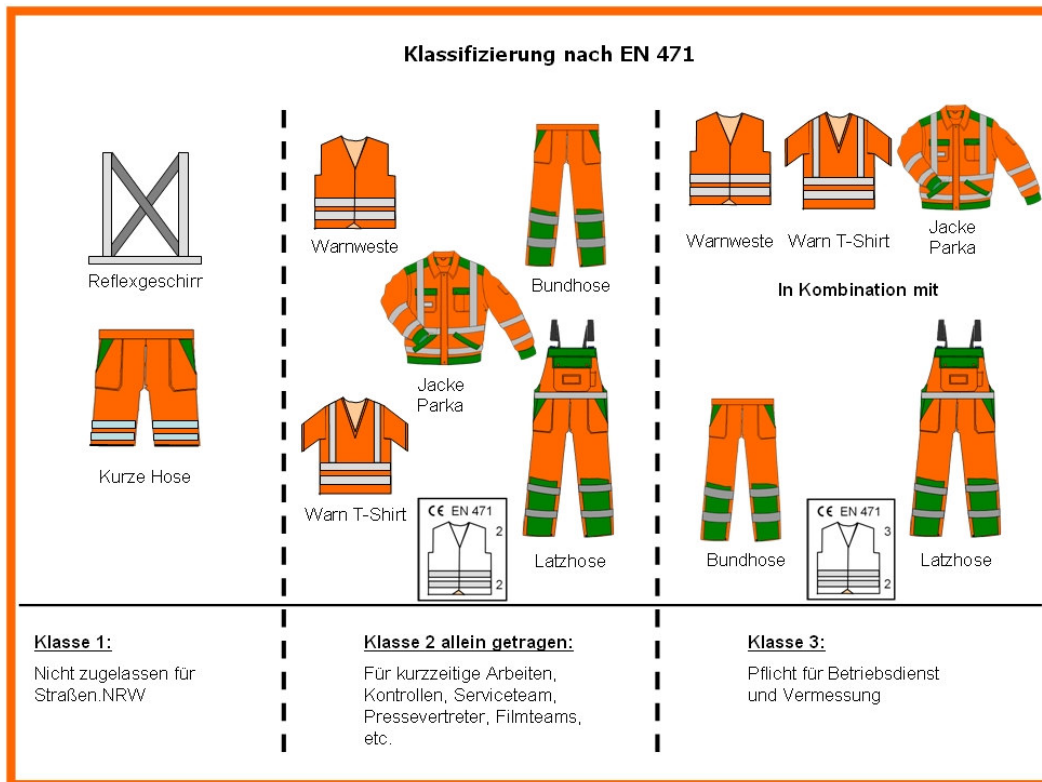 Klassifizierung nach EN 471
Reflexgeschirr
Kurze Hose
Warnweste
Bundhose
Jacke
Parka
Warn T-Shirt
CE EN 471
2
2
Latzhose
Warnweste
Warn T-Shirt
Jacke
Parka
In Kombination mit
Bundhose
CE EN 471
3
2
Latzhose
Klasse 1:
Nicht zugelassen für
Straßen.NRW
Klasse 2 allein getragen:
Für kurzzeitige Arbeiten,
Kontrollen, Serviceteam,
Pressevertreter, Filmteams,
etc.
Klasse 3:
Pflicht für Betriebsdienst
und Vermessung